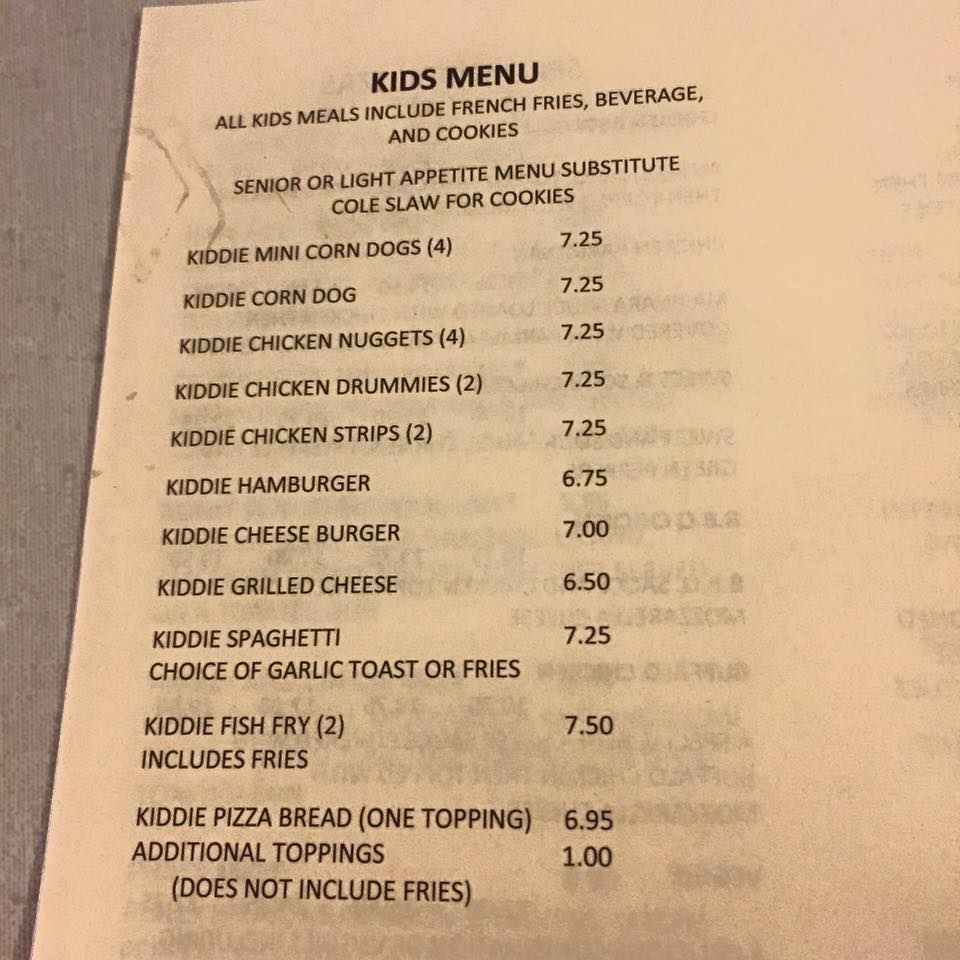 KIDS MENU
ALL KIDS MEALS INCLUDE FRENCH FRIES, BEVERAGE,
AND COOKIES
SENIOR OR LIGHT APPETITE MENU SUBSTITUTE
COLE SLAW FOR COOKIES
KIDDIE MINI CORN DOGS (4) 7.25
KIDDIE CORN DOG 7.25
KIDDIE CHICKEN NUGGETS (4) 7.25
KIDDIE CHICKEN DRUMMIES (2) 7.25
KIDDIE CHICKEN STRIPS (2) 7.25
KIDDIE HAMBURGER 6.75
KIDDIE CHEESE BURGER 7.00
KIDDIE GRILLED CHEESE 6.50
KIDDIE SPAGHETTI 7.25
CHOICE OF GARLIC TOAST OR FRIES
KIDDIE FISH FRY (2) 7.50
INCLUDES FRIES
KIDDIE PIZZA BREAD (ONE TOPPING) 6.95
ADDITIONAL TOPPINGS 1.00
(DOES NOT INCLUDE FRIES)